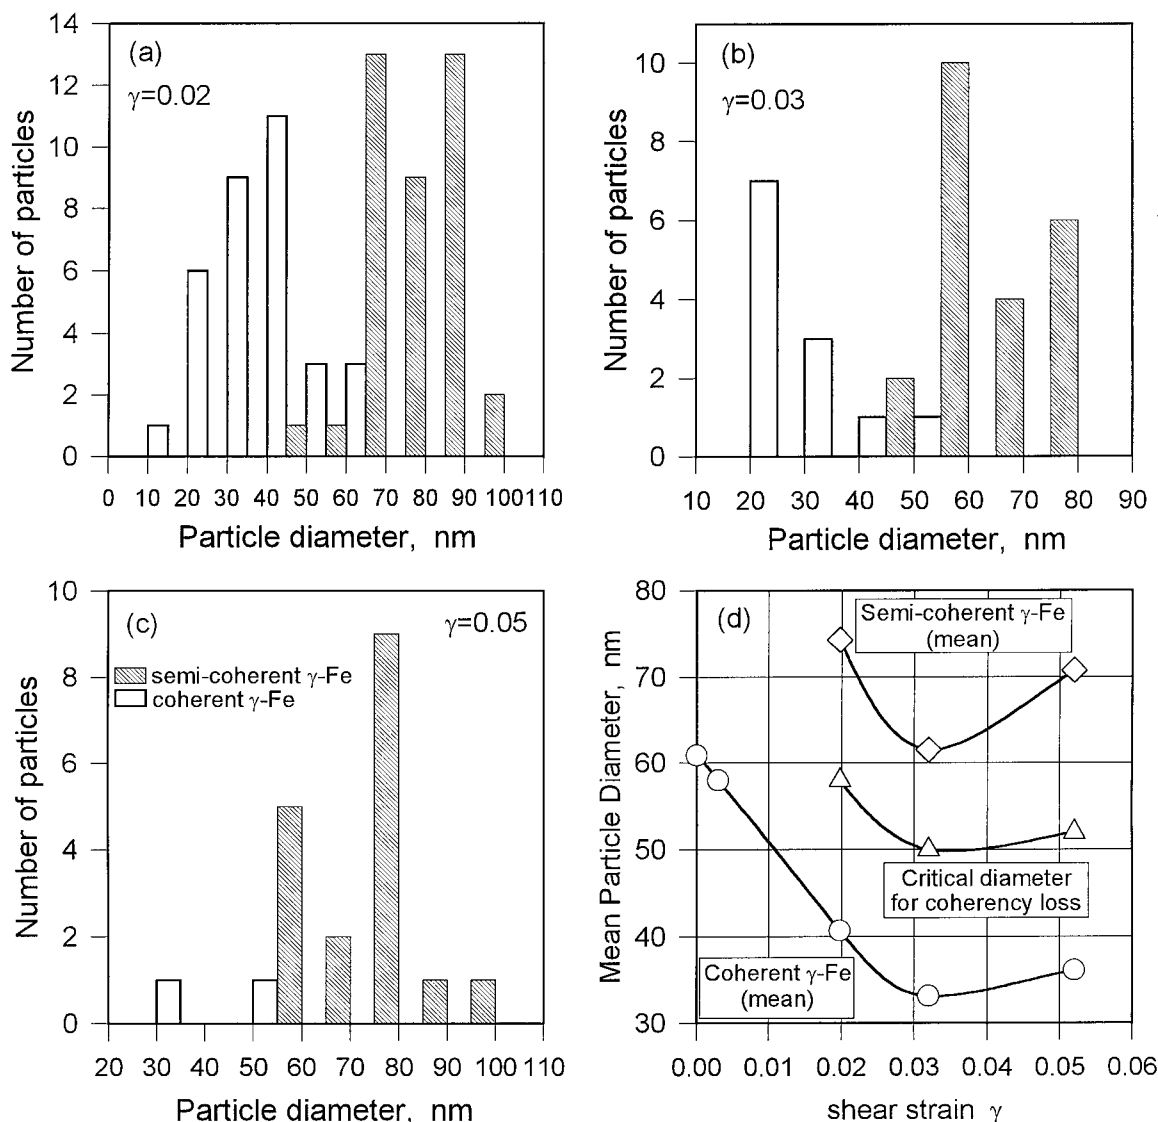 (a)
γ=0.02
Number of particles
14
12
10
8
6
4
2
0
0 10 20 30 40 50 60 70 80 90 100 110
Particle diameter, nm
(b)
γ=0.03
Number of particles
10
8
6
4
2
0
10 20 30 40 50 60 70 80 90
Particle diameter, nm
(c)
γ=0.05
semi-coherent γ-Fe
coherent γ-Fe
Number of particles
10
8
6
4
2
0
20 30 40 50 60 70 80 90 100 110
Particle diameter, nm
(d)
Semi-coherent γ-Fe
(mean)
Critical diameter
for coherency loss
Coherent γ-Fe
(mean)
Mean Particle Diameter, nm
80
70
60
50
40
30
0.00 0.01 0.02 0.03 0.04 0.05 0.06
shear strain γ